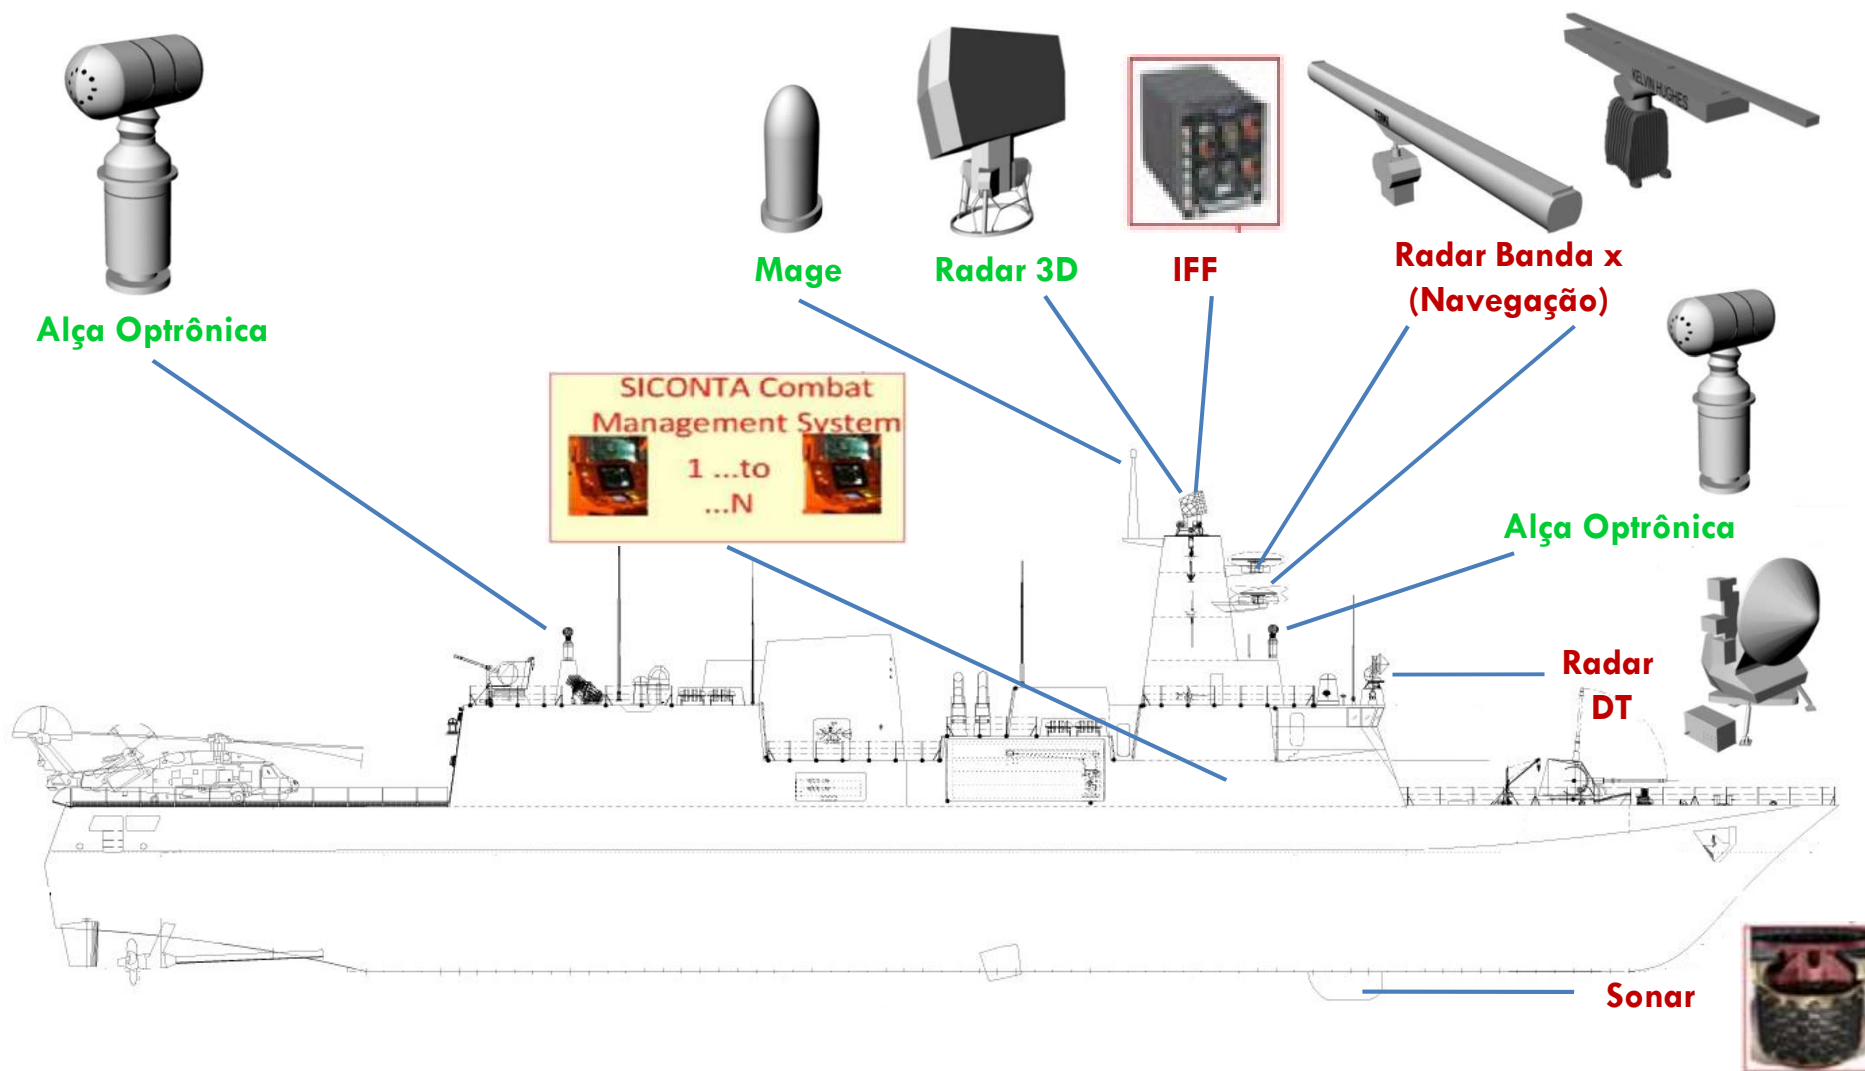 KELVIN HUGHES
TERMA
Mage
Radar 3D
IFF
Radar Banda x
(Navegação)
Alça Optrônica
SICONTA Combat
Management System
1 ...to
...N
Alça Optrônica
Radar
DT
Sonar